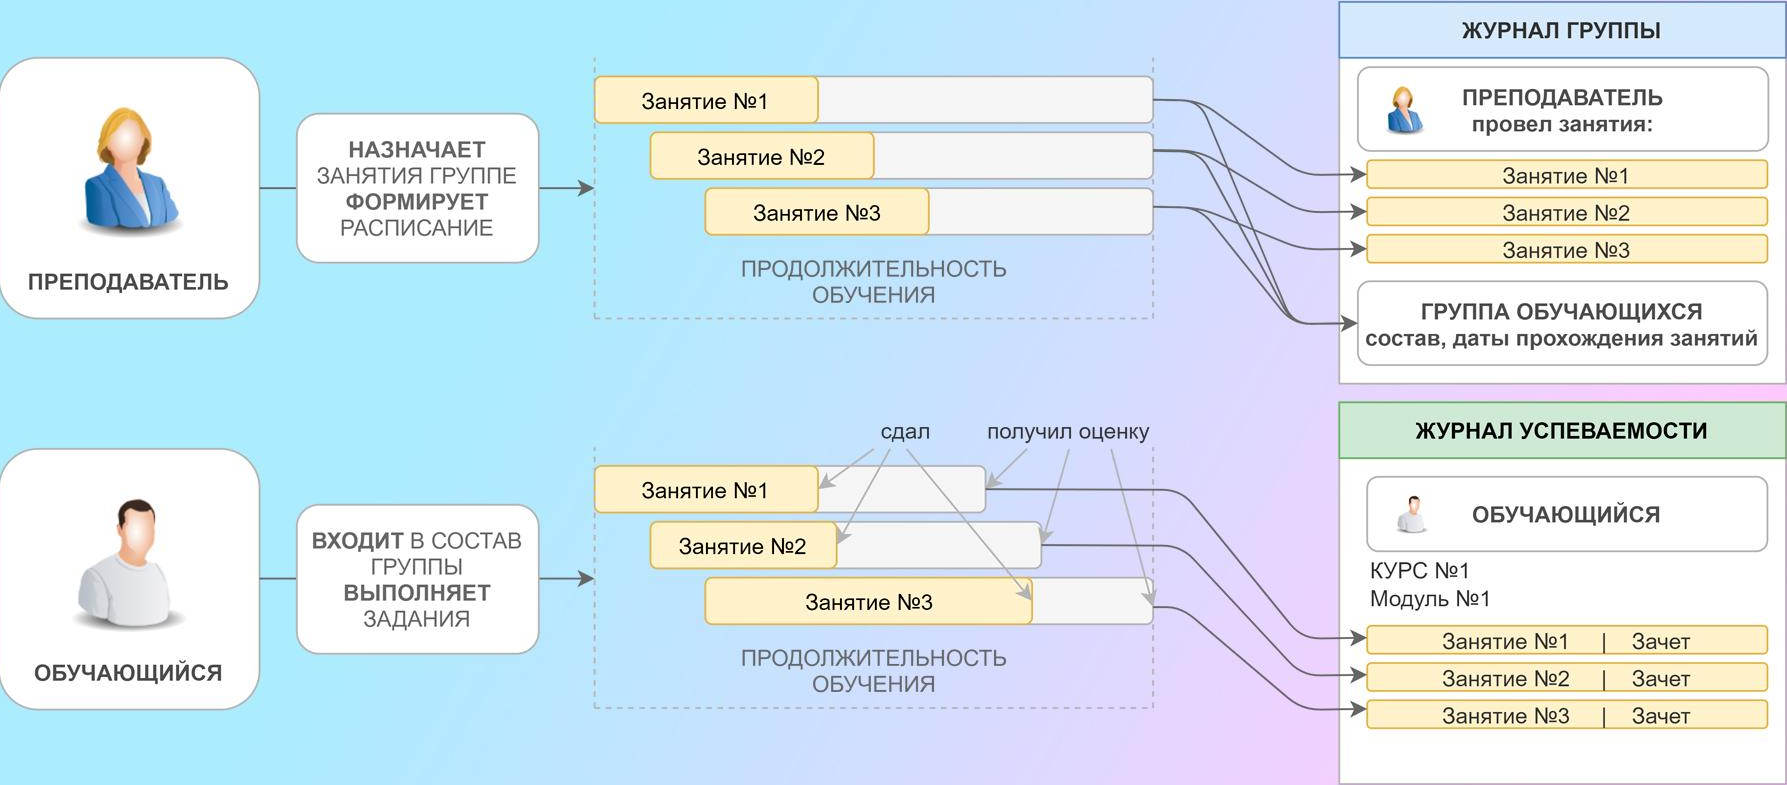 ПРЕПОДАВАТЕЛЬ
НАЗНАЧАЕТ
ЗАНЯТИЯ ГРУППЕ
ФОРМИРУЕТ
РАСПИСАНИЕ
Занятие №1
Занятие №2
Занятие №3
ПРОДОЛЖИТЕЛЬНОСТЬ
ОБУЧЕНИЯ
ЖУРНАЛ ГРУППЫ
ПРЕПОДАВАТЕЛЬ
провел занятия:
Занятие №1
Занятие №2
Занятие №3
ГРУППА ОБУЧАЮЩИХСЯ
состав, даты прохождения занятий
ОБУЧАЮЩИЙСЯ
ВХОДИТ В СОСТАВ
ГРУППЫ
ВЫПОЛНЯЕТ
ЗАДАНИЯ
сдал
получил оценку
Занятие №1
Занятие №2
Занятие №3
ПРОДОЛЖИТЕЛЬНОСТЬ
ОБУЧЕНИЯ
ЖУРНАЛ УСПЕВАЕМОСТИ
ОБУЧАЮЩИЙСЯ
КУРС №1
Модуль №1
Занятие №1 | Зачет
Занятие №2 | Зачет
Занятие №3 | Зачет